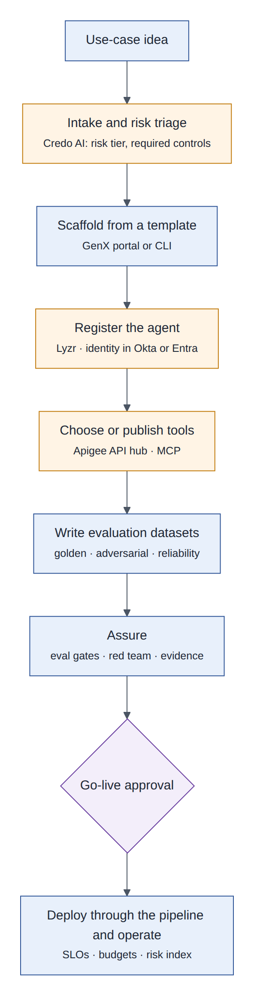 Use-case idea
Intake and risk triage
Credo AI: risk tier, required controls
Scaffold from a template
GenX portal or CLI
Register the agent
Lyzr · identity in Okta or Entra
Choose or publish tools
Apigee API hub · MCP
Write evaluation datasets
golden · adversarial · reliability
Assure
eval gates · red team · evidence
Go-live approval
Deploy through the pipeline
and operate
SLOs · budgets · risk index